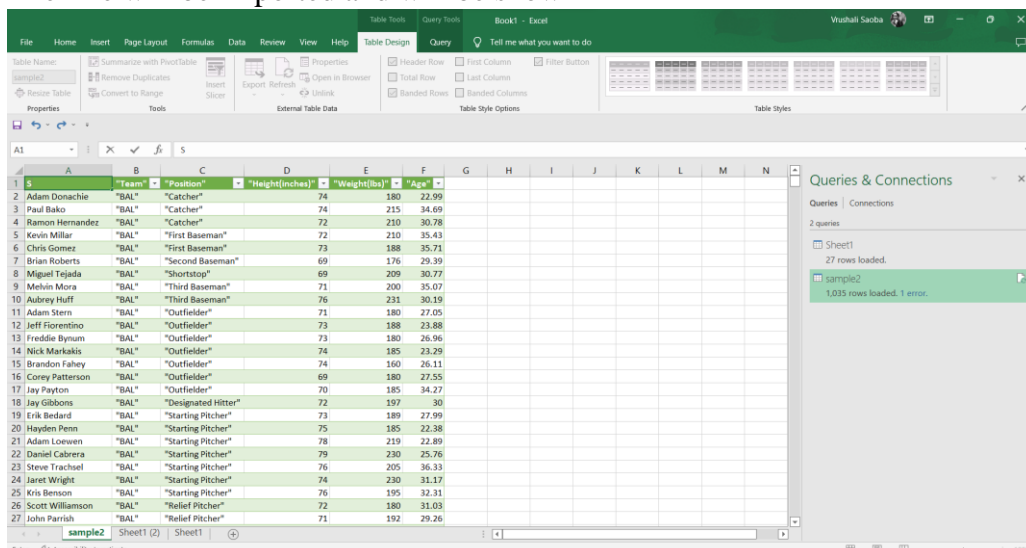 Table Tools Query Tools Book1 - Excel Vrushali Saoba
File Home Insert Page Layout Formulas Data Review View Help Table Design Query Tell me what you want to do
Table Name: Summarize with PivotTable Properties Header Row First Column Filter Button
sample2 Remove Duplicates Insert Slicer Export Refresh Open in Browser Total Row Last Column
Resize Table Convert to Range Unlink Banded Rows Banded Columns
Properties Tools External Table Data Table Style Options Table Styles
A1 fx S
A B C D E F G H I J K L M N
1 S "Team" "Position" "Height(inches)" "Weight(lbs)" "Age"
2 Adam Donachie "BAL" "Catcher" 74 180 22.99
3 Paul Bako "BAL" "Catcher" 74 215 34.69
4 Ramon Hernandez "BAL" "Catcher" 72 210 30.78
5 Kevin Millar "BAL" "First Baseman" 72 210 35.43
6 Chris Gomez "BAL" "First Baseman" 73 188 35.71
7 Brian Roberts "BAL" "Second Baseman" 69 176 29.39
8 Miguel Tejada "BAL" "Shortstop" 69 209 30.77
9 Melvin Mora "BAL" "Third Baseman" 71 200 35.07
10 Aubrey Huff "BAL" "Third Baseman" 76 231 30.19
11 Adam Stern "BAL" "Outfielder" 71 180 27.05
12 Jeff Fiorentino "BAL" "Outfielder" 73 188 23.88
13 Freddie Bynum "BAL" "Outfielder" 73 180 26.96
14 Nick Markakis "BAL" "Outfielder" 74 185 23.29
15 Brandon Fahey "BAL" "Outfielder" 74 160 26.11
16 Corey Patterson "BAL" "Outfielder" 69 180 27.55
17 Jay Payton "BAL" "Outfielder" 70 185 34.27
18 Jay Gibbons "BAL" "Designated Hitter" 72 197 30
19 Erik Bedard "BAL" "Starting Pitcher" 73 189 27.99
20 Hayden Penn "BAL" "Starting Pitcher" 75 185 22.38
21 Adam Loewen "BAL" "Starting Pitcher" 78 219 22.89
22 Daniel Cabrera "BAL" "Starting Pitcher" 79 230 25.76
23 Steve Trachsel "BAL" "Starting Pitcher" 76 205 36.33
24 Jaret Wright "BAL" "Starting Pitcher" 74 230 31.17
25 Kris Benson "BAL" "Starting Pitcher" 76 195 32.31
26 Scott Williamson "BAL" "Relief Pitcher" 72 180 31.03
27 John Parrish "BAL" "Relief Pitcher" 71 192 29.26
sample2 Sheet1 (2) Sheet1
Queries & Connections
Queries Connections
2 queries
Sheet1
27 rows loaded.
sample2
1,035 rows loaded. 1 error.